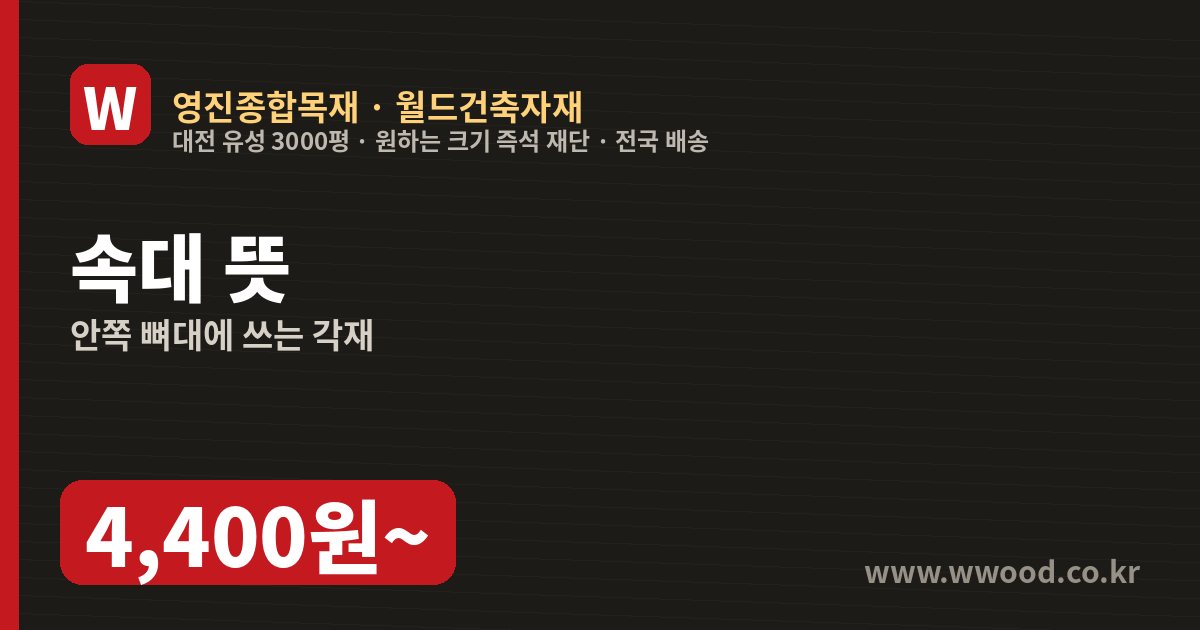 W
영진종합목재 · 월드건축자재
대전 유성 3000평 · 원하는 크기 즉석 재단 · 전국 배송
속대 뜻
안쪽 뼈대에 쓰는 각재
4,400원~
www.wwood.co.kr